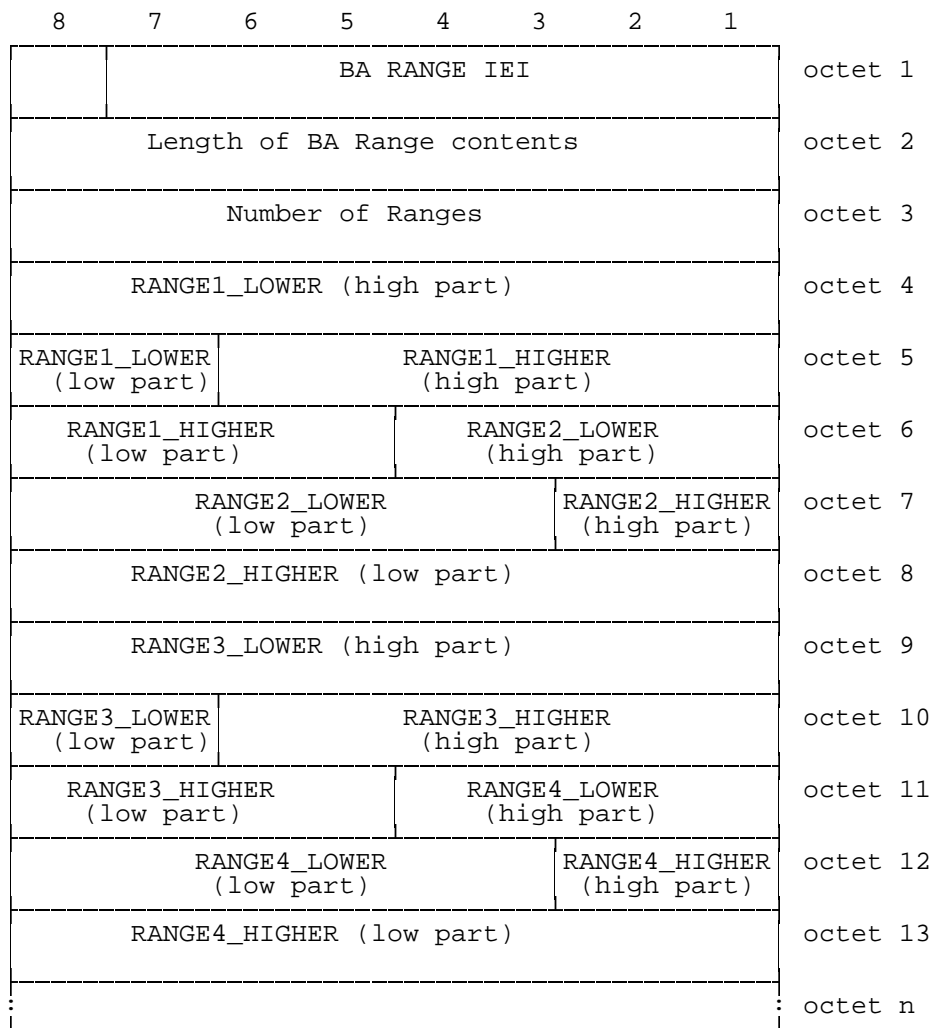 8 7 6 5 4 3 2 1
BA RANGE IEI octet 1
Length of BA Range contents octet 2
Number of Ranges octet 3
RANGE1_LOWER (high part) octet 4
RANGE1_LOWER RANGE1_HIGHER octet 5
(low part) (high part)
RANGE1_HIGHER RANGE2_LOWER octet 6
(low part) (high part)
RANGE2_LOWER RANGE2_HIGHER octet 7
(low part) (high part)
RANGE2_HIGHER (low part) octet 8
RANGE3_LOWER (high part) octet 9
RANGE3_LOWER RANGE3_HIGHER octet 10
(low part) (high part)
RANGE3_HIGHER RANGE4_LOWER octet 11
(low part) (high part)
RANGE4_LOWER RANGE4_HIGHER octet 12
(low part) (high part)
RANGE4_HIGHER (low part) octet 13
: : octet n